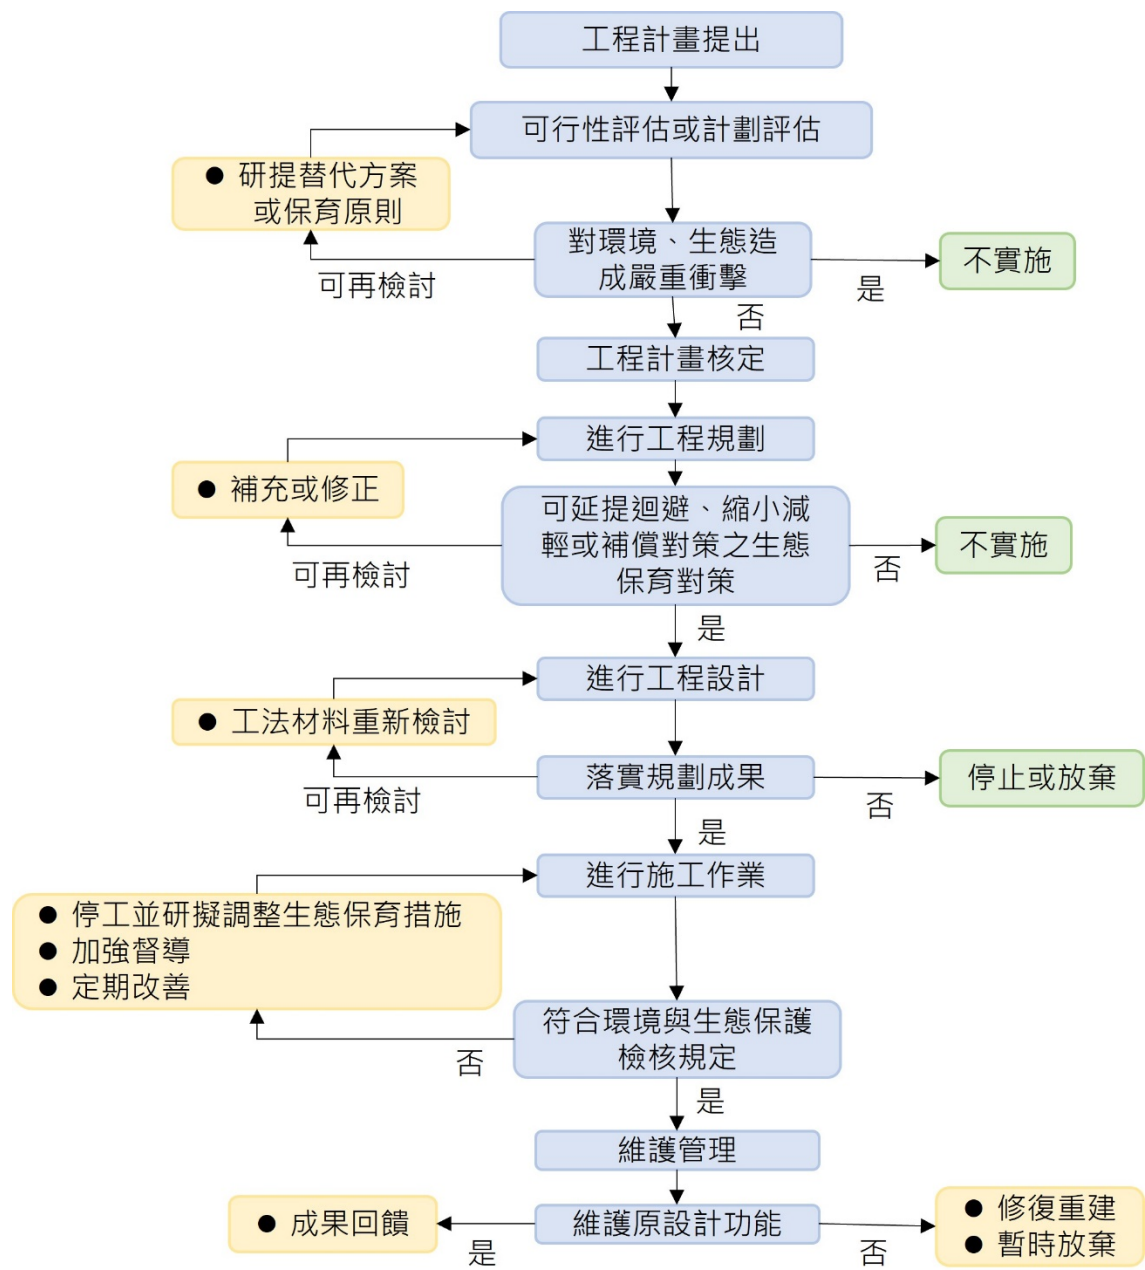 工程計畫提出
可行性評估或計劃評估
● 研提替代方案
或保育原則
對環境、生態造
成嚴重衝擊
不實施
可再檢討
是
否
工程計畫核定
進行工程規劃
● 補充或修正
可延提迴避、縮小減
輕或補償對策之生態
保育對策
不實施
可再檢討
否
是
進行工程設計
● 工法材料重新檢討
落實規劃成果
停止或放棄
可再檢討
否
是
進行施工作業
● 停工並研擬調整生態保育措施
● 加強督導
● 定期改善
符合環境與生態保護
檢核規定
否
是
維護管理
● 成果回饋
維護原設計功能
● 修復重建
● 暫時放棄
是
否